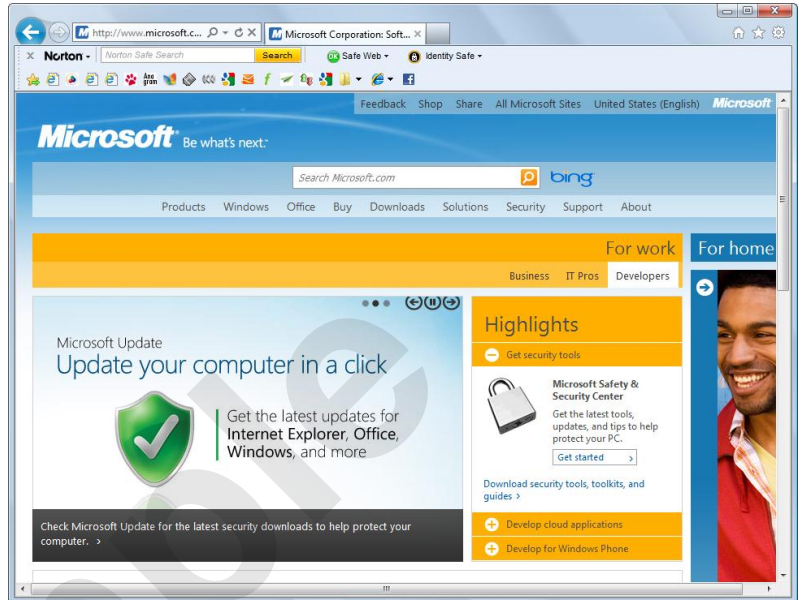 http://www.microsoft.c...
Microsoft Corporation: Soft...
Norton
Norton Safe Search
Search
OK
Safe Web
Identity Safe
Feedback Shop Share All Microsoft Sites United States (English) Microsoft
Microsoft Be what's next.™
Search Microsoft.com
bing
Products Windows Office Buy Downloads Solutions Security Support About
For work
For home
Business IT Pros Developers
Microsoft Update
Update your computer in a click
Get the latest updates for
Internet Explorer, Office,
Windows, and more
Check Microsoft Update for the latest security downloads to help protect your
computer. ›
Highlights
Get security tools
Microsoft Safety &
Security Center
Get the latest tools,
updates, and tips to help
protect your PC.
Get started ›
Download security tools, toolkits, and
guides ›
Develop cloud applications
Develop for Windows Phone